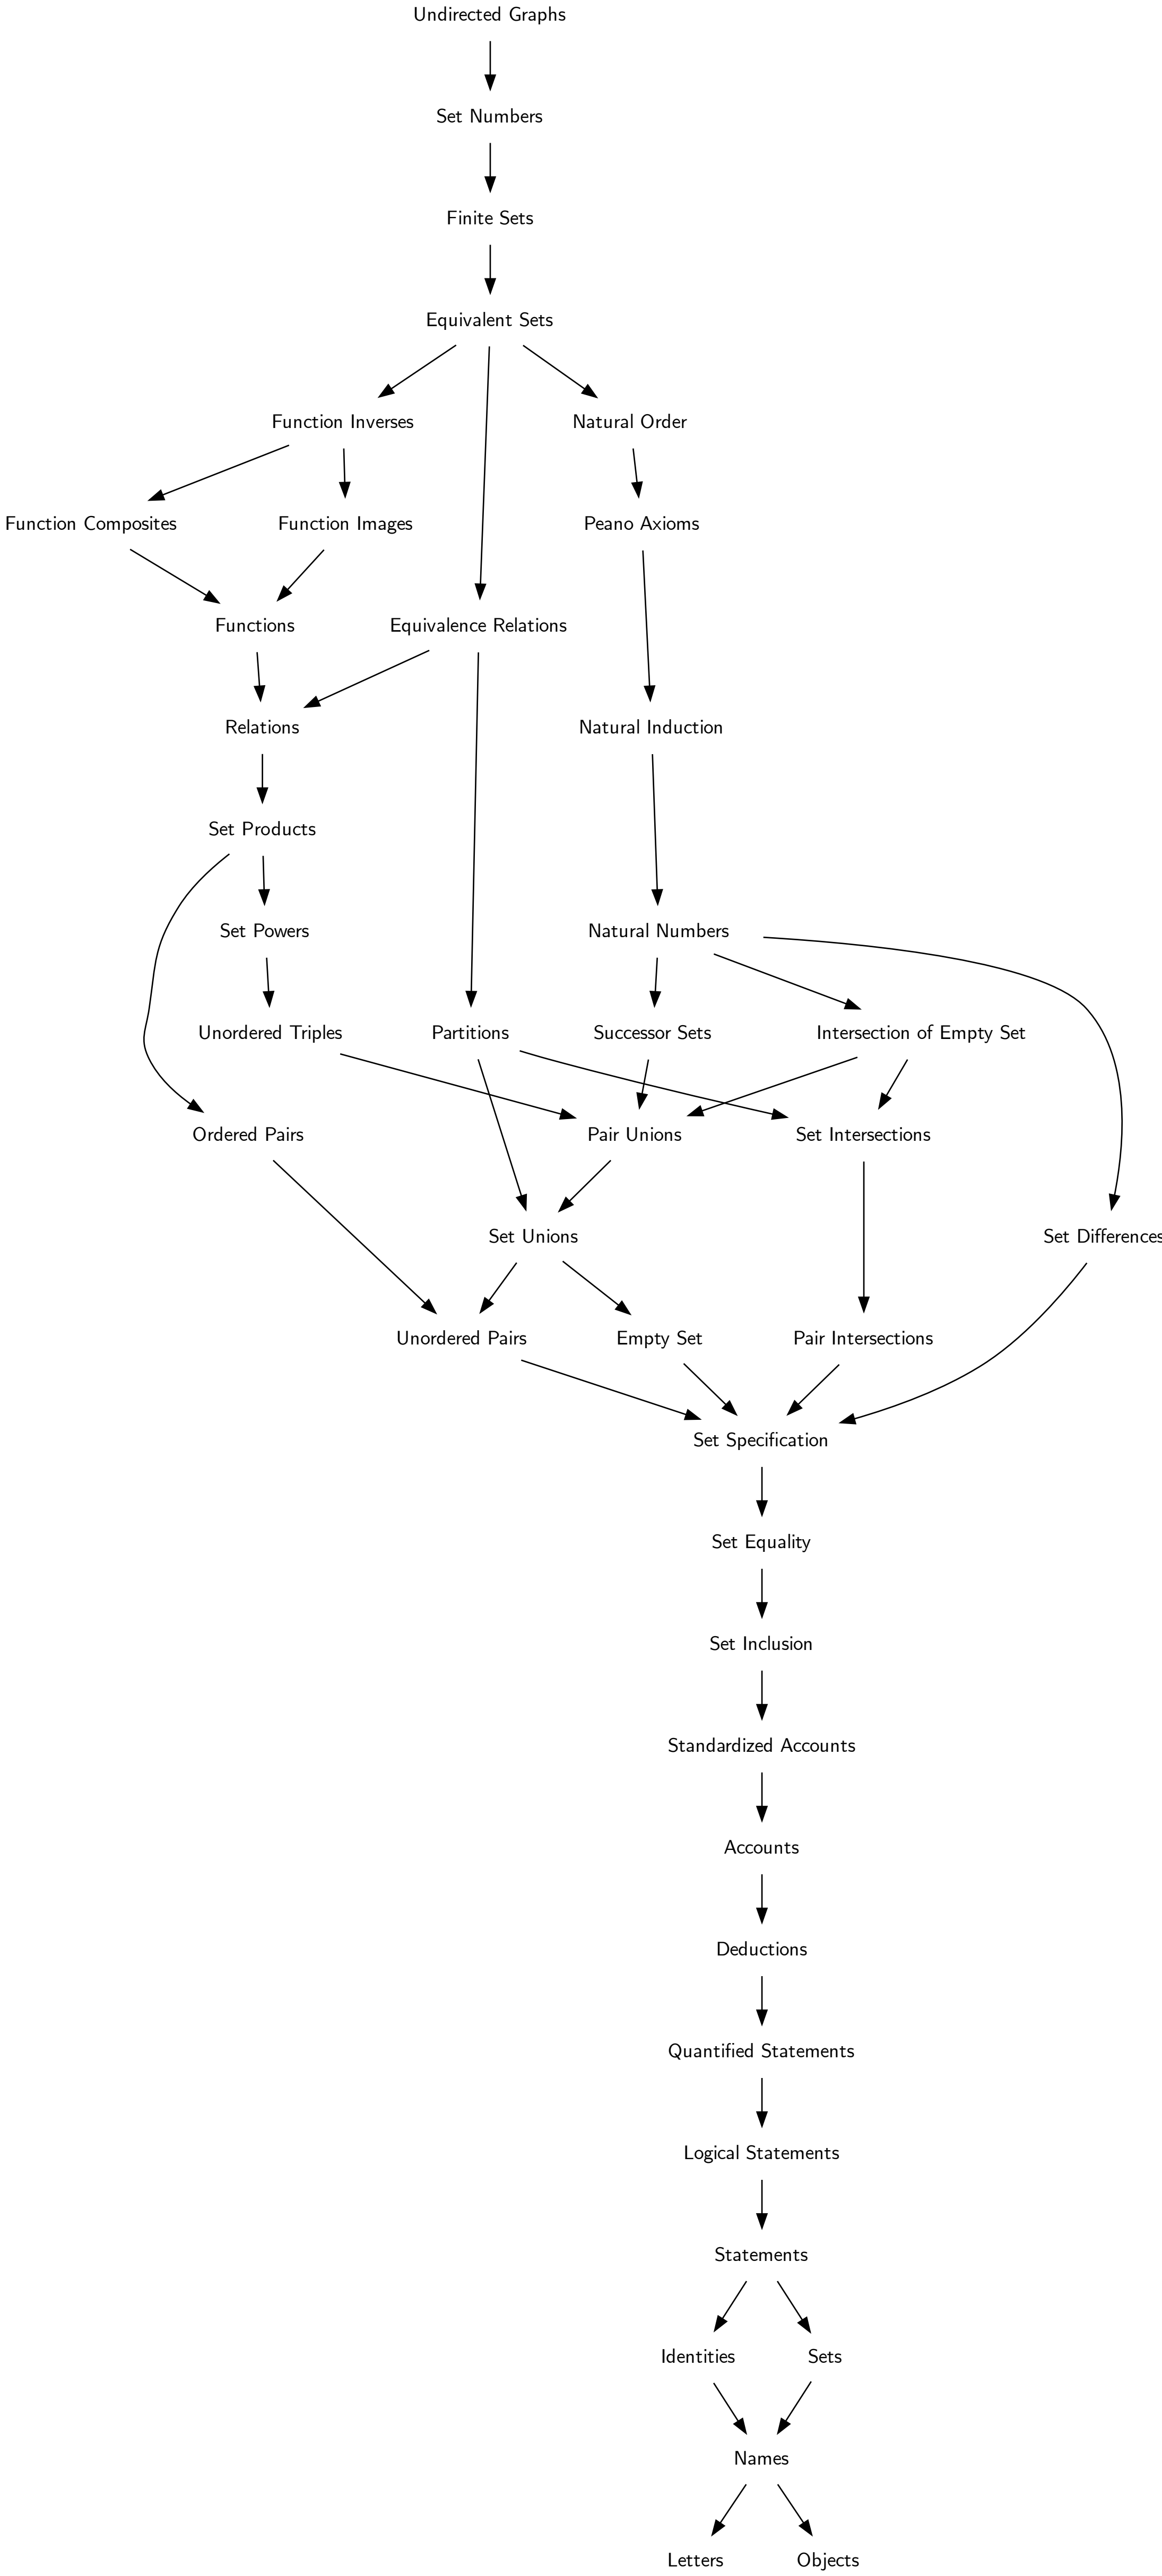 Undirected Graphs
Set Numbers
Finite Sets
Equivalent Sets
Function Inverses
Natural Order
Function Composites
Function Images
Peano Axioms
Functions
Equivalence Relations
Relations
Natural Induction
Set Products
Set Powers
Natural Numbers
Unordered Triples
Partitions
Successor Sets
Intersection of Empty Set
Ordered Pairs
Pair Unions
Set Intersections
Set Unions
Set Differences
Unordered Pairs
Empty Set
Pair Intersections
Set Specification
Set Equality
Set Inclusion
Standardized Accounts
Accounts
Deductions
Quantified Statements
Logical Statements
Statements
Identities
Sets
Names
Letters
Objects